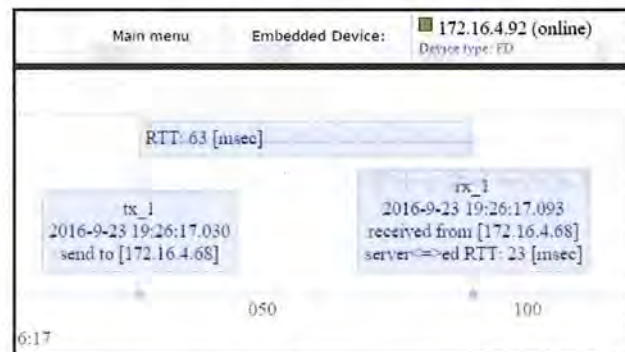 Main menu
Embedded Device:
172.16.4.92 (online)
Device type: ED
RTT: 63 [msec]
tx_1
2016-9-23 19:26:17.030
send to [172.16.4.68]
rx_1
2016-9-23 19:26:17.093
received from [172.16.4.68]
server<=>ed RTT: 23 [msec]
050
100
6:17